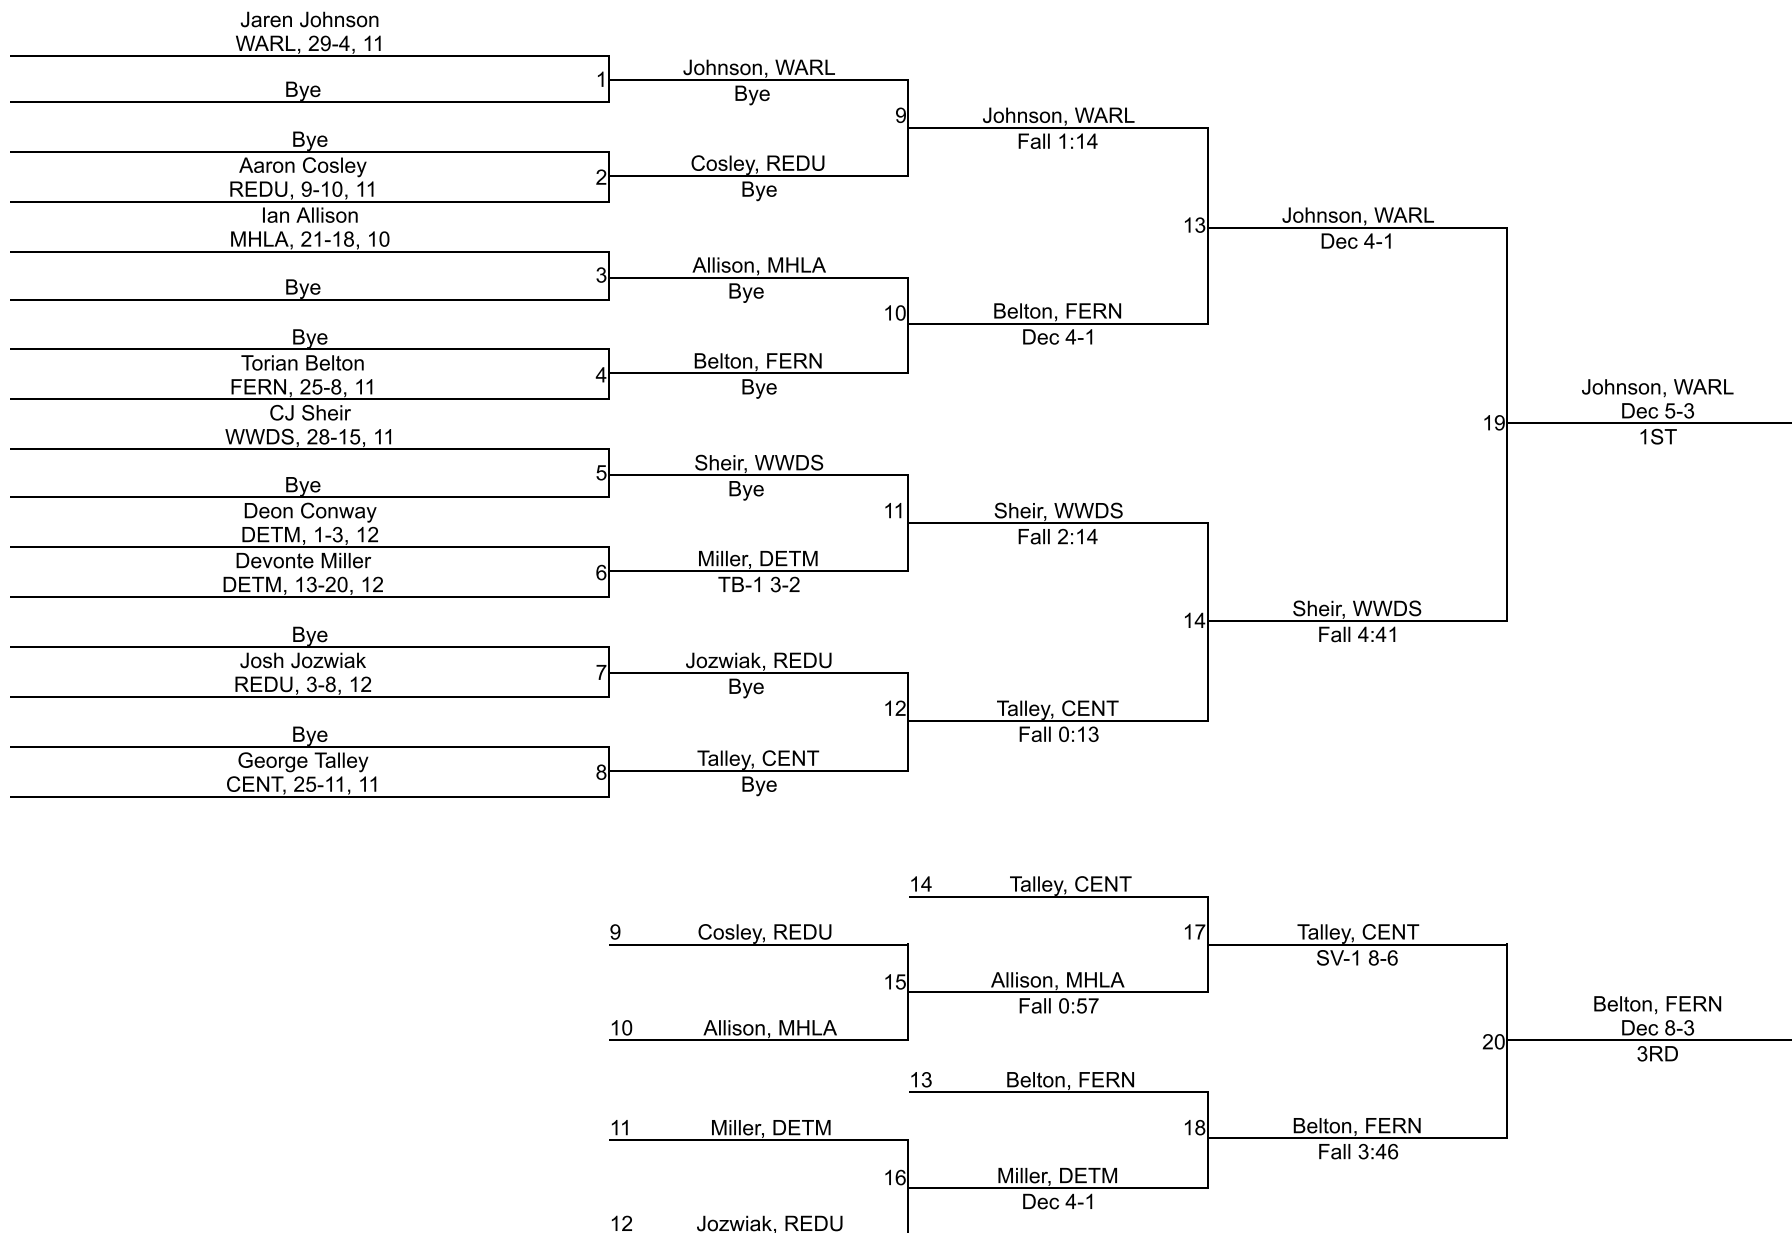 Jaren Johnson
WARL, 29-4, 11
1
Johnson, WARL
Bye
Bye
9
Johnson, WARL
Fall 1:14
Bye
Aaron Cosley
REDU, 9-10, 11
2
Cosley, REDU
Bye
Ian Allison
MHLA, 21-18, 10
13
Johnson, WARL
Dec 4-1
3
Allison, MHLA
Bye
Bye
10
Belton, FERN
Dec 4-1
Bye
Torian Belton
FERN, 25-8, 11
4
Belton, FERN
Bye
CJ Sheir
WWDS, 28-15, 11
19
Johnson, WARL
Dec 5-3
1ST
5
Sheir, WWDS
Bye
Bye
11
Sheir, WWDS
Fall 2:14
Deon Conway
DETM, 1-3, 12
Devonte Miller
DETM, 13-20, 12
6
Miller, DETM
TB-1 3-2
14
Sheir, WWDS
Fall 4:41
Bye
Josh Jozwiak
REDU, 3-8, 12
7
Jozwiak, REDU
Bye
12
Talley, CENT
Fall 0:13
Bye
George Talley
CENT, 25-11, 11
8
Talley, CENT
Bye
14 Talley, CENT
9 Cosley, REDU
17
Talley, CENT
SV-1 8-6
15
Allison, MHLA
Fall 0:57
10 Allison, MHLA
20
Belton, FERN
Dec 8-3
3RD
13 Belton, FERN
11 Miller, DETM
18
Belton, FERN
Fall 3:46
16
Miller, DETM
Dec 4-1
12 Jozwiak, REDU